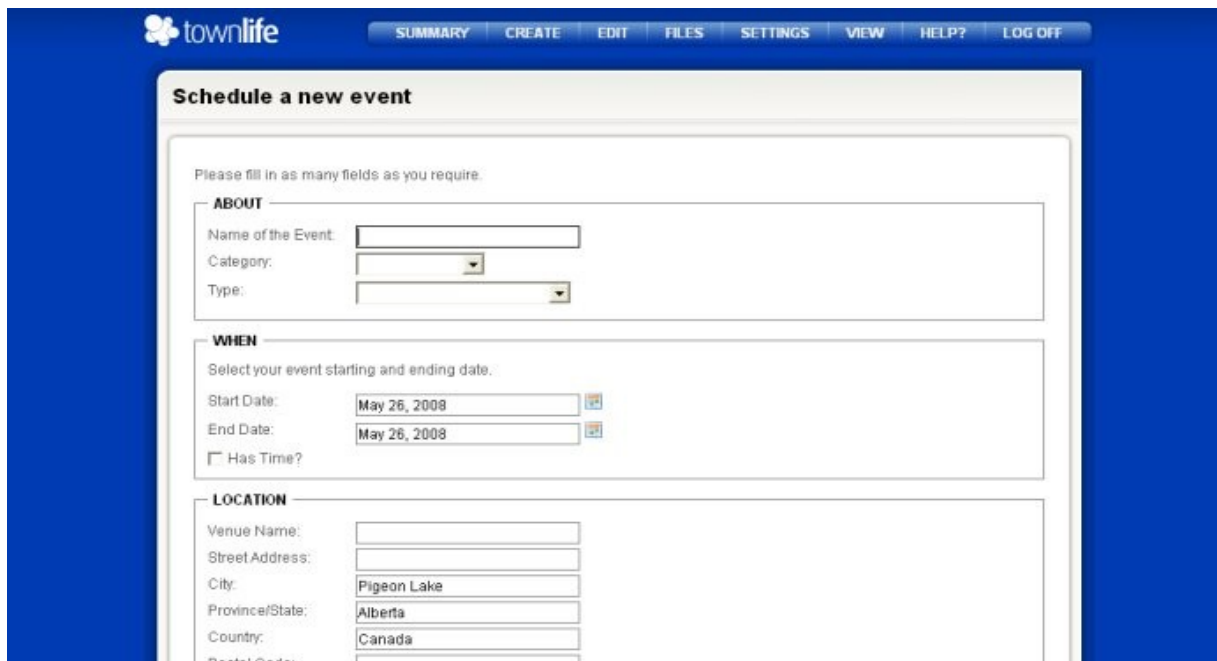 townlife SUMMARY CREATE EDIT FILES SETTINGS VIEW HELP? LOG OFF
Schedule a new event
Please fill in as many fields as you require.
ABOUT
Name of the Event:
Category:
Type:
WHEN
Select your event starting and ending date.
Start Date: May 26, 2008
End Date: May 26, 2008
Has Time?
LOCATION
Venue Name:
Street Address:
City: Pigeon Lake
Province/State: Alberta
Country: Canada
Postal Code: